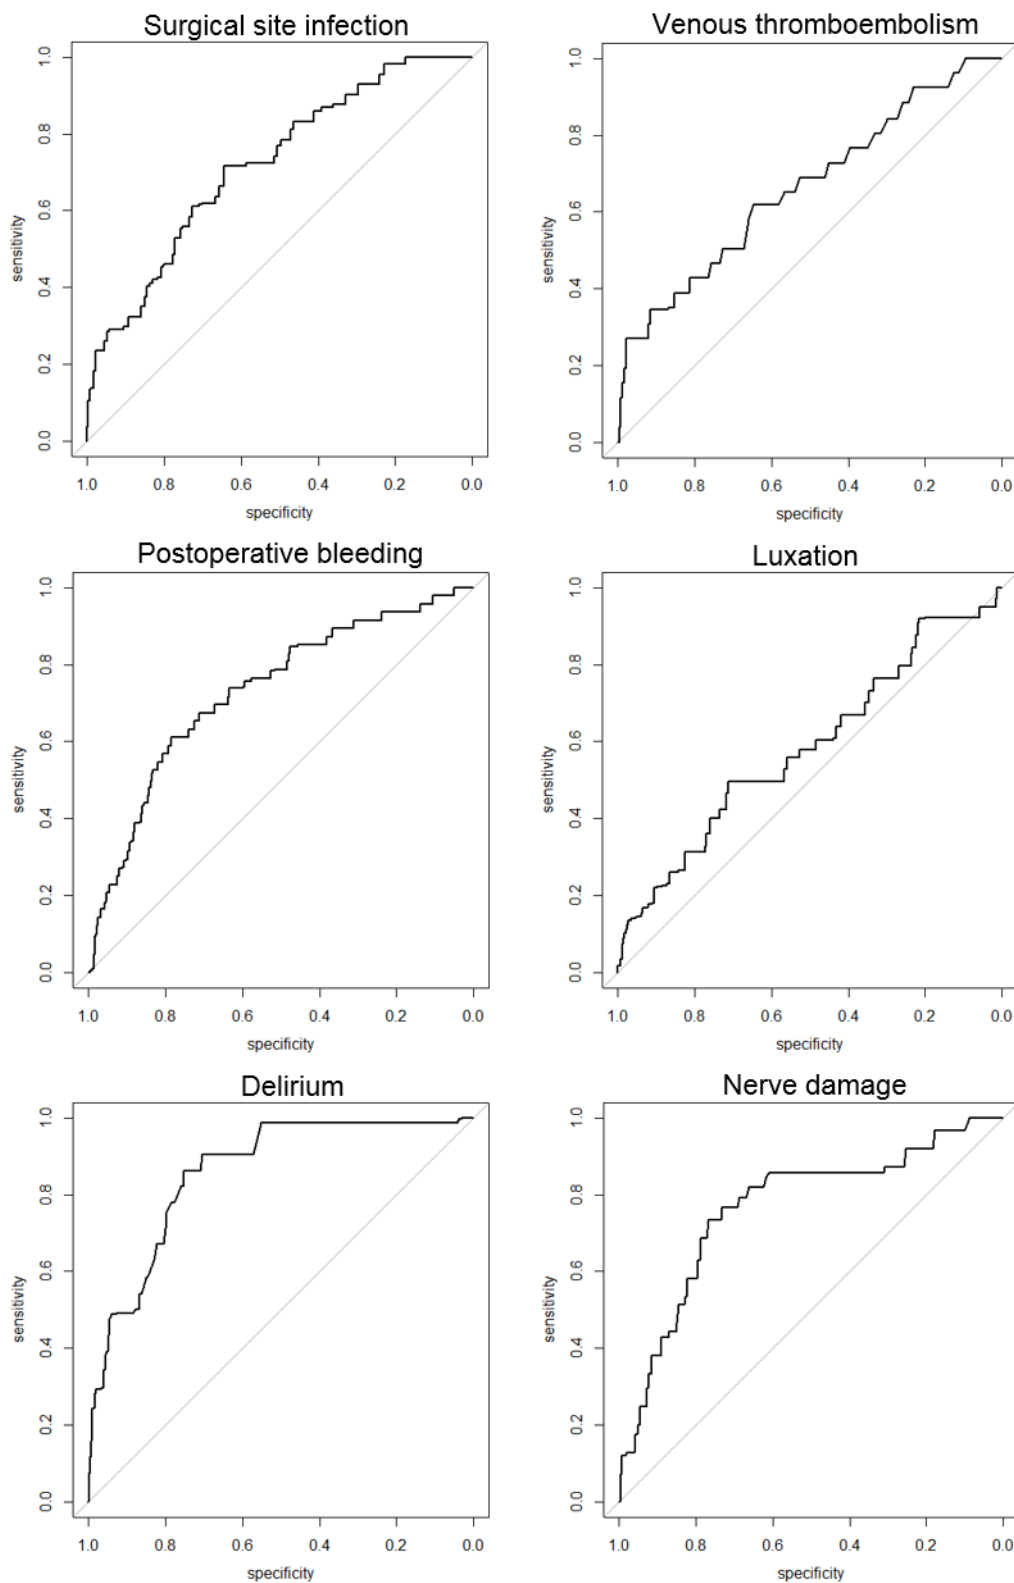 Surgical site infection
1.0
0.8
0.6
0.4
0.2
0.0
sensitivity
1.0 0.8 0.6 0.4 0.2 0.0
specificity
Venous thromboembolism
1.0
0.8
0.6
0.4
0.2
0.0
sensitivity
1.0 0.8 0.6 0.4 0.2 0.0
specificity
Postoperative bleeding
1.0
0.8
0.6
0.4
0.2
0.0
sensitivity
1.0 0.8 0.6 0.4 0.2 0.0
specificity
Luxation
1.0
0.8
0.6
0.4
0.2
0.0
sensitivity
1.0 0.8 0.6 0.4 0.2 0.0
specificity
Delirium
1.0
0.8
0.6
0.4
0.2
0.0
sensitivity
1.0 0.8 0.6 0.4 0.2 0.0
specificity
Nerve damage
1.0
0.8
0.6
0.4
0.2
0.0
sensitivity
1.0 0.8 0.6 0.4 0.2 0.0
specificity